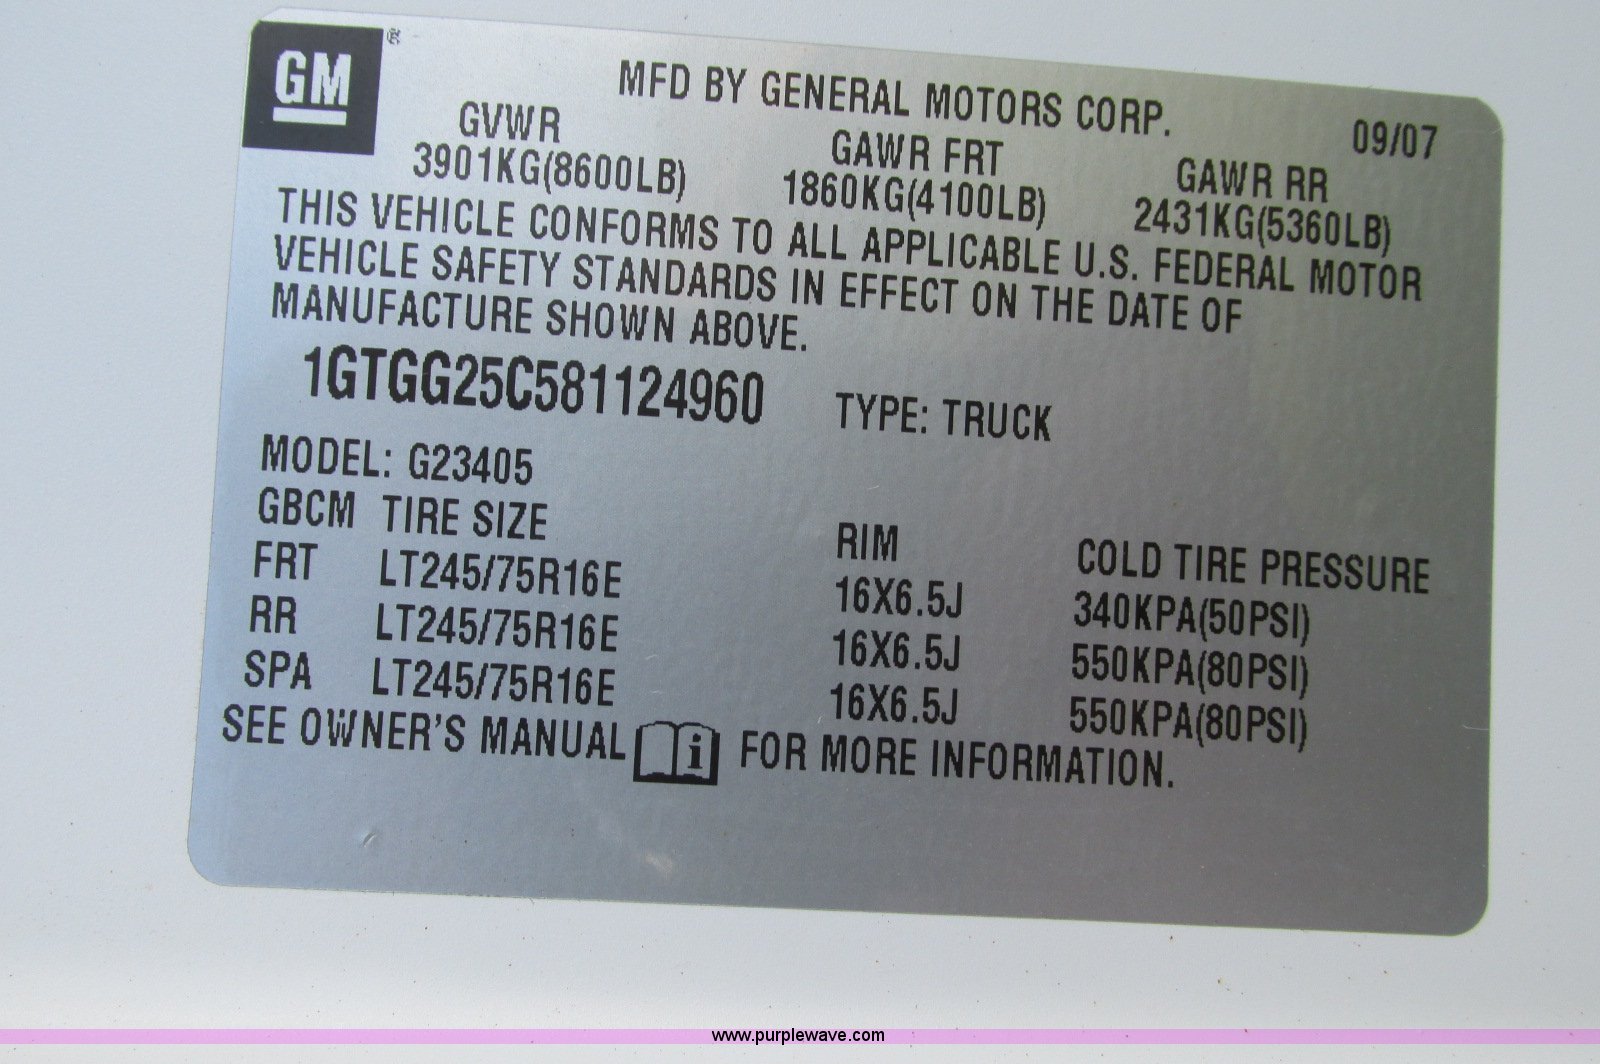 GM ®
MFD BY GENERAL MOTORS CORP.
09/07
GVWR GAWR FRT GAWR RR
3901KG(8600LB) 1860KG(4100LB) 2431KG(5360LB)
THIS VEHICLE CONFORMS TO ALL APPLICABLE U.S. FEDERAL MOTOR
VEHICLE SAFETY STANDARDS IN EFFECT ON THE DATE OF
MANUFACTURE SHOWN ABOVE.
1GTGG25C581124960 TYPE: TRUCK
MODEL: G23405
GBCM TIRE SIZE RIM COLD TIRE PRESSURE
FRT LT245/75R16E 16X6.5J 340KPA(50PSI)
RR LT245/75R16E 16X6.5J 550KPA(80PSI)
SPA LT245/75R16E 16X6.5J 550KPA(80PSI)
SEE OWNER'S MANUAL i FOR MORE INFORMATION.
www.purplewave.com